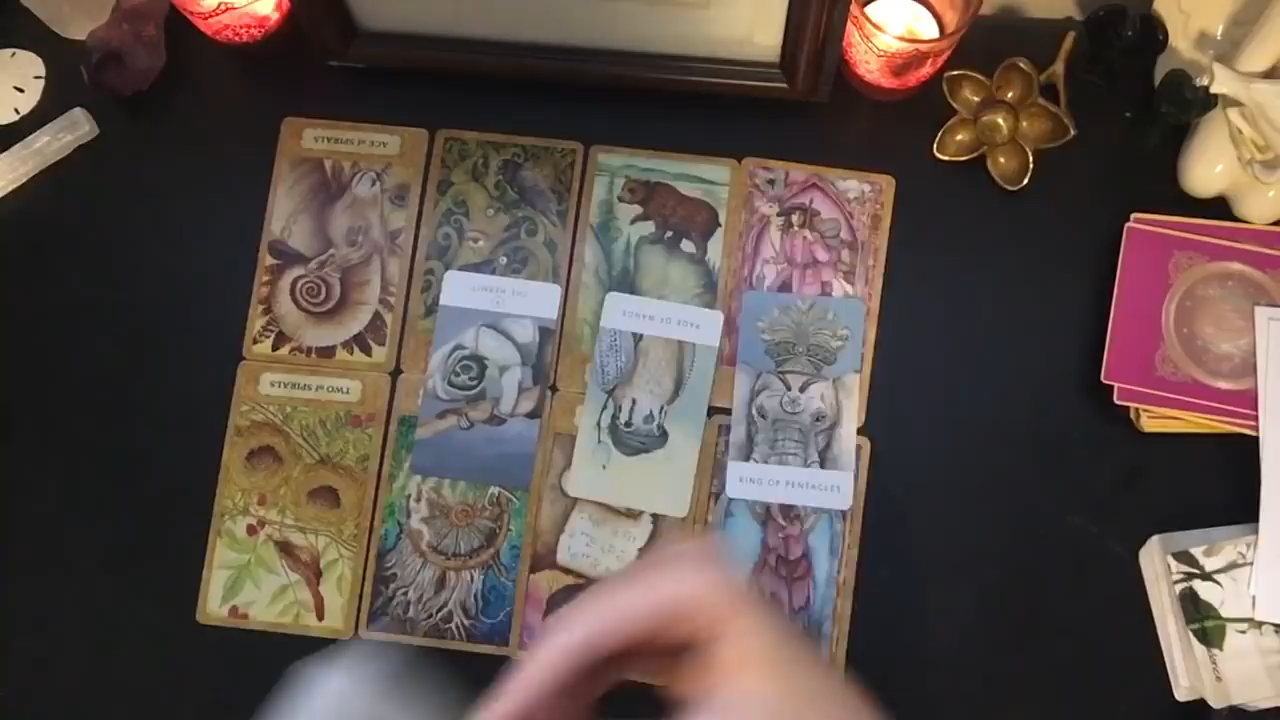 ACE of SPIRALS
THE HERMIT
PAGE OF WANDS
KING OF PENTACLES
TWO of SPIRALS